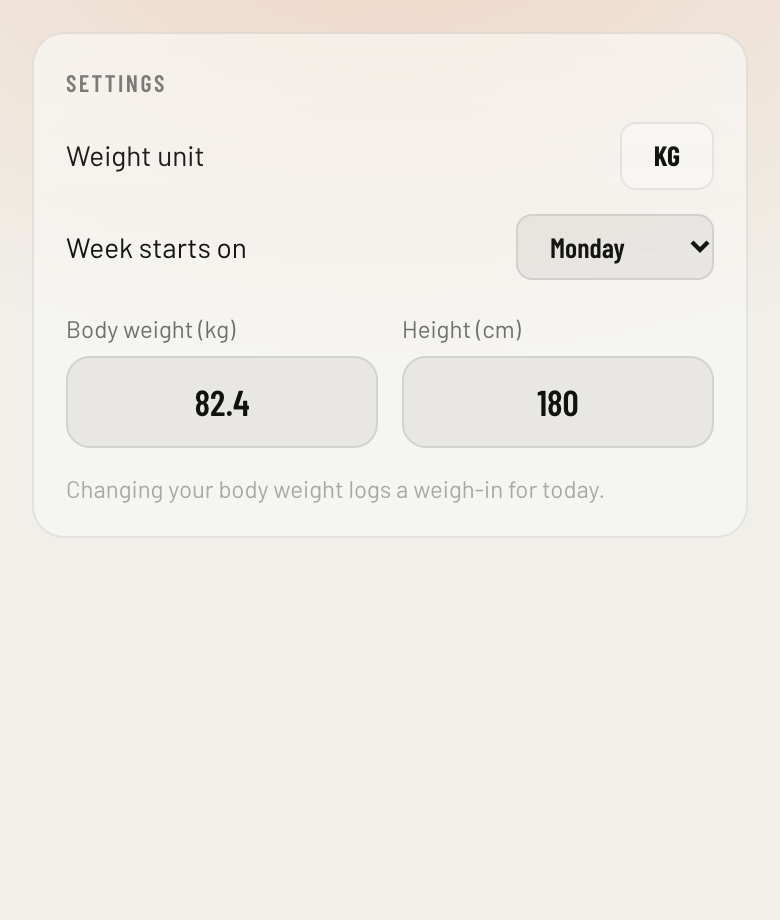 SETTINGS
Weight unit
KG
Week starts on
Monday
Body weight (kg)
Height (cm)
82.4
180
Changing your body weight logs a weigh-in for today.